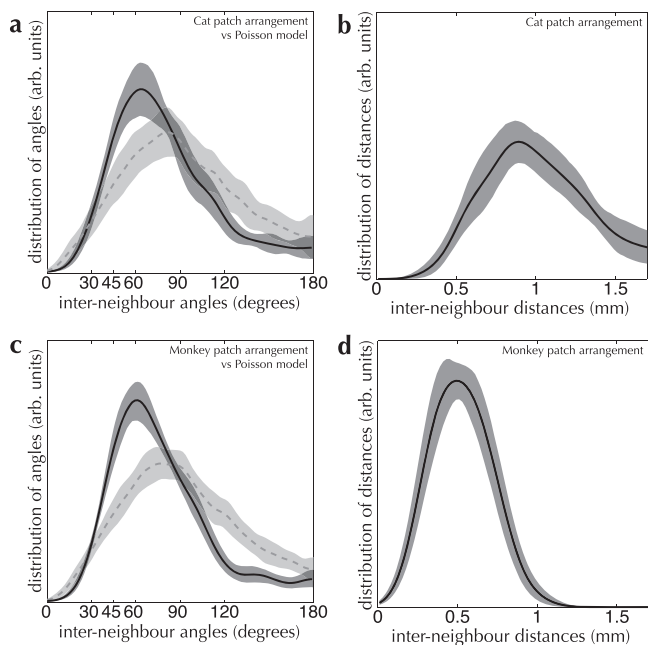 a
Cat patch arrangement
vs Poisson model
distribution of angles (arb. units)
0 30 45 60 90 120 180
inter-neighbour angles (degrees)
b
Cat patch arrangement
distribution of distances (arb. units)
0 0.5 1 1.5
inter-neighbour distances (mm)
c
Monkey patch arrangement
vs Poisson model
distribution of angles (arb. units)
0 30 45 60 90 120 180
inter-neighbour angles (degrees)
d
Monkey patch arrangement
distribution of distances (arb. units)
0 0.5 1 1.5
inter-neighbour distances (mm)